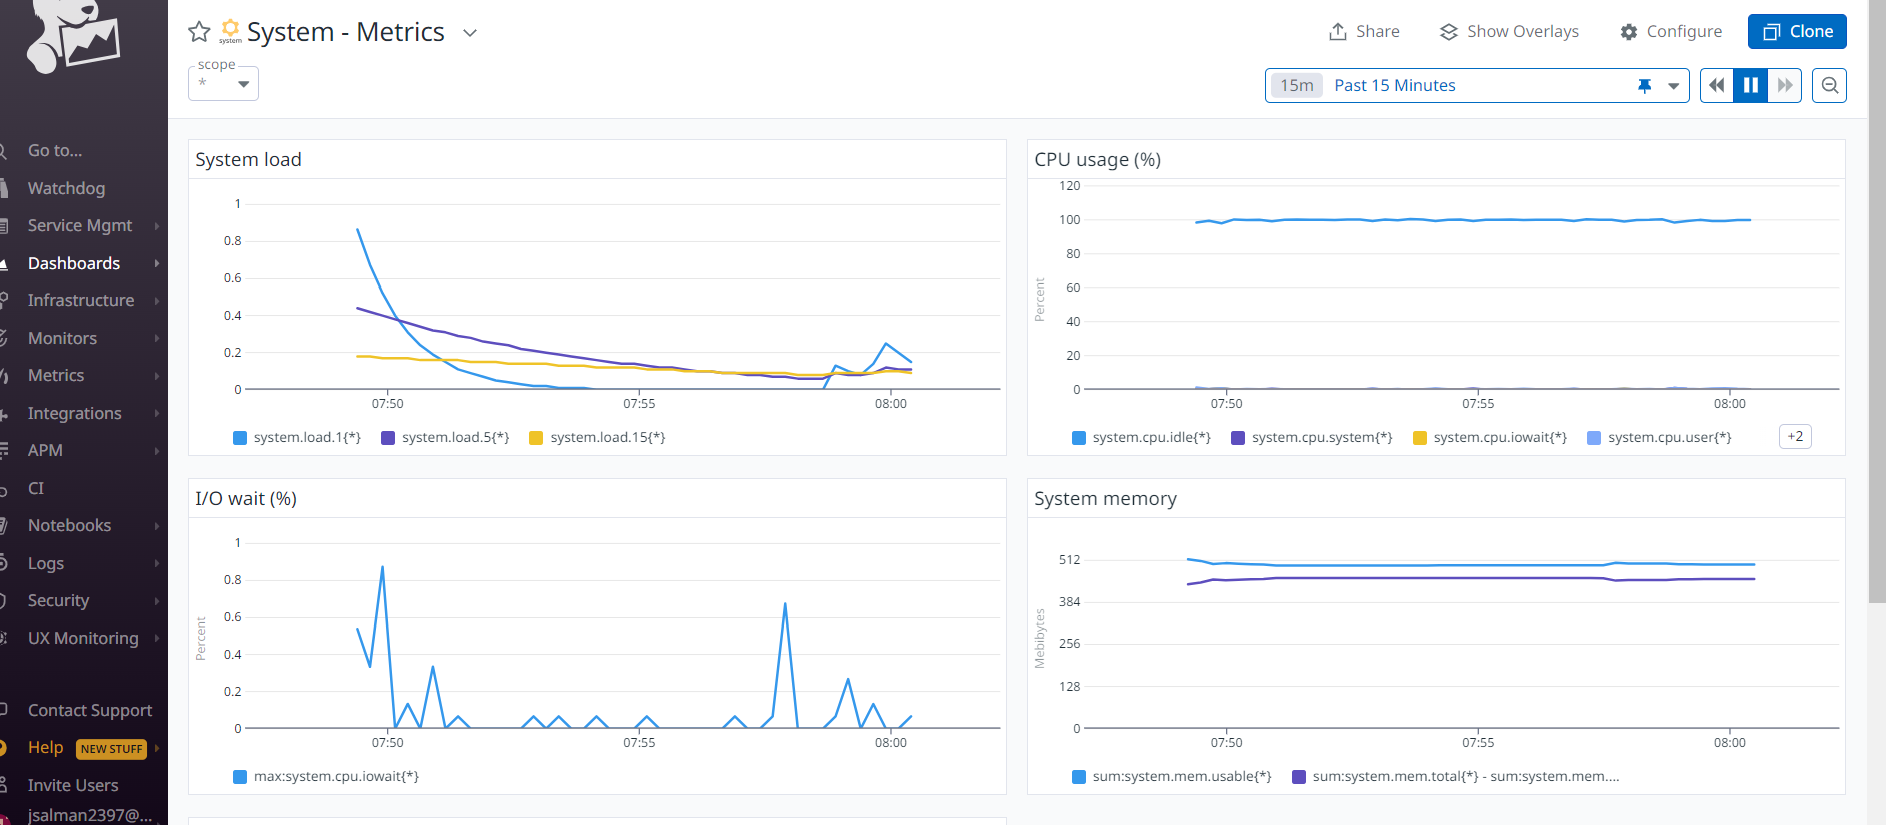 system
System - Metrics
Share
Show Overlays
Configure
Clone
scope
*
15m Past 15 Minutes
Go to...
Watchdog
Service Mgmt
Dashboards
Infrastructure
Monitors
Metrics
Integrations
APM
CI
Notebooks
Logs
Security
UX Monitoring
Contact Support
Help NEW STUFF
Invite Users
jsalman2397@...
System load
1
0.8
0.6
0.4
0.2
0
07:50 07:55 08:00
system.load.1{*} system.load.5{*} system.load.15{*}
CPU usage (%)
Percent
120
100
80
60
40
20
0
07:50 07:55 08:00
system.cpu.idle{*} system.cpu.system{*} system.cpu.iowait{*} system.cpu.user{*} +2
I/O wait (%)
Percent
1
0.8
0.6
0.4
0.2
0
07:50 07:55 08:00
max:system.cpu.iowait{*}
System memory
Mebibytes
512
384
256
128
0
07:50 07:55 08:00
sum:system.mem.usable{*} sum:system.mem.total{*} - sum:system.mem....